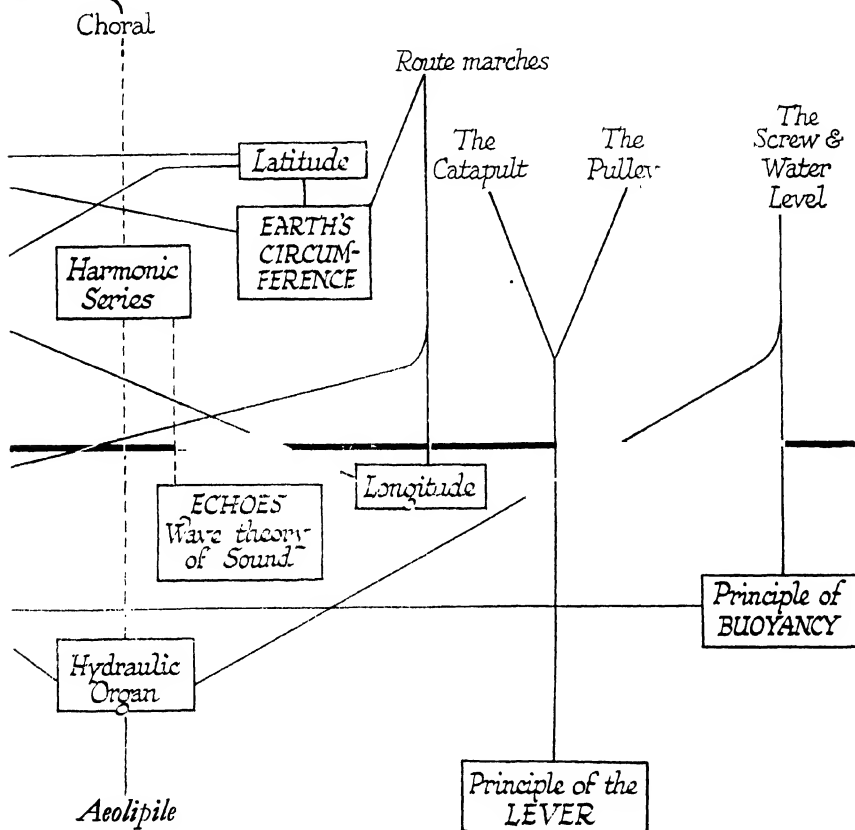 Choral
Route marches
The
Catapult
The
Pulley
The
Screw &
Water
Level
Latitude
EARTH'S
CIRCUM-
FERENCE
Harmonic
Series
Longitude
ECHOES
Wave theory
of Sound
Principle of
BUOYANCY
Hydraulic
Organ
Principle of the
LEVER
Aeolipile